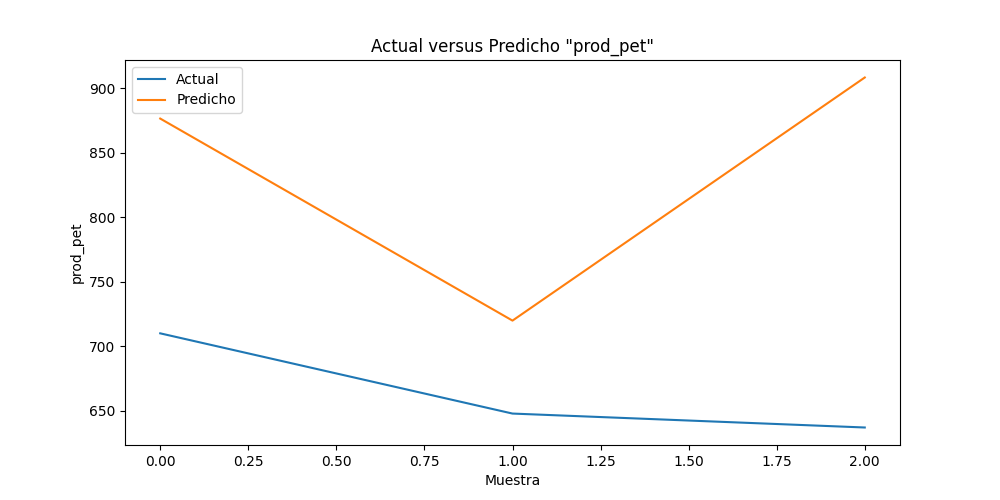 Actual versus Predicho "prod_pet"
Actual
Predicho
900
850
800
750
700
650
prod_pet
0.00 0.25 0.50 0.75 1.00 1.25 1.50 1.75 2.00
Muestra